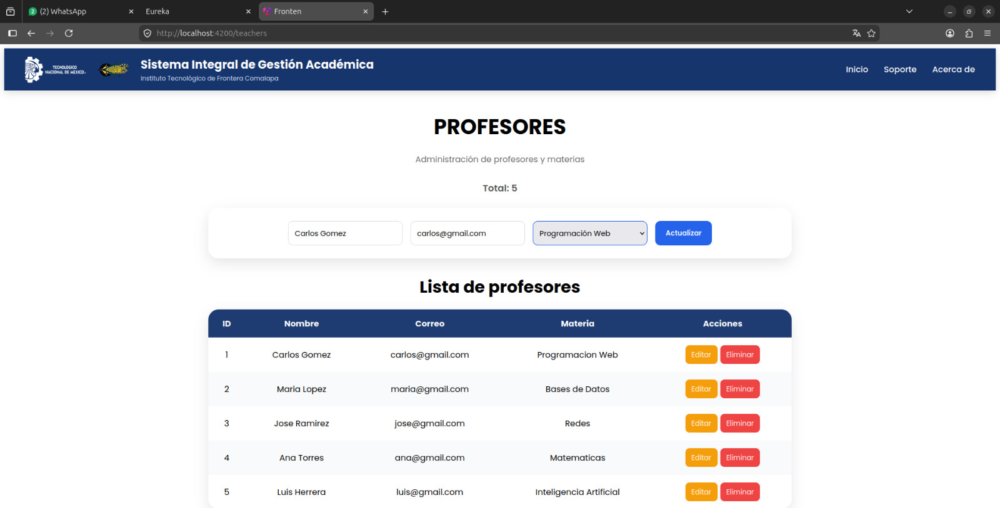 2 (2) WhatsApp
Eureka
Fronten
http://localhost:4200/teachers
TECNOLÓGICO
NACIONAL DE MÉXICO
Sistema Integral de Gestión Académica
Instituto Tecnológico de Frontera Comalapa
Inicio Soporte Acerca de
PROFESORES
Administración de profesores y materias
Total: 5
Carlos Gomez carlos@gmail.com Programación Web Actualizar
Lista de profesores
ID Nombre Correo Materia Acciones
1 Carlos Gomez carlos@gmail.com Programacion Web Editar Eliminar
2 Maria Lopez maria@gmail.com Bases de Datos Editar Eliminar
3 Jose Ramirez jose@gmail.com Redes Editar Eliminar
4 Ana Torres ana@gmail.com Matematicas Editar Eliminar
5 Luis Herrera luis@gmail.com Inteligencia Artificial Editar Eliminar